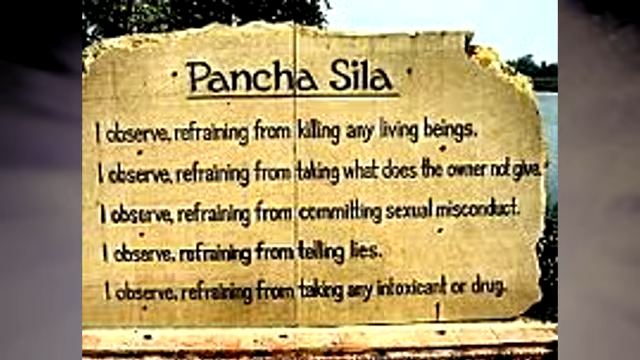 Pancha Sila
I observe, refraining from killing any living beings.
I observe, refraining from taking what does the owner not give.
I observe, refraining from committing sexual misconduct.
I observe, refraining from telling lies.
I observe, refraining from taking any intoxicant or drug.